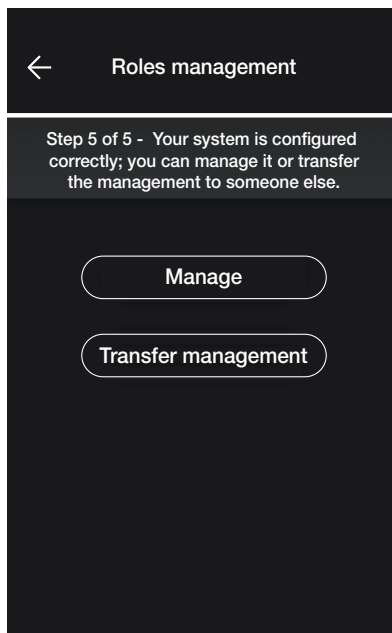 Roles management
Step 5 of 5 - Your system is configured
correctly; you can manage it or transfer
the management to someone else.
Manage
Transfer management